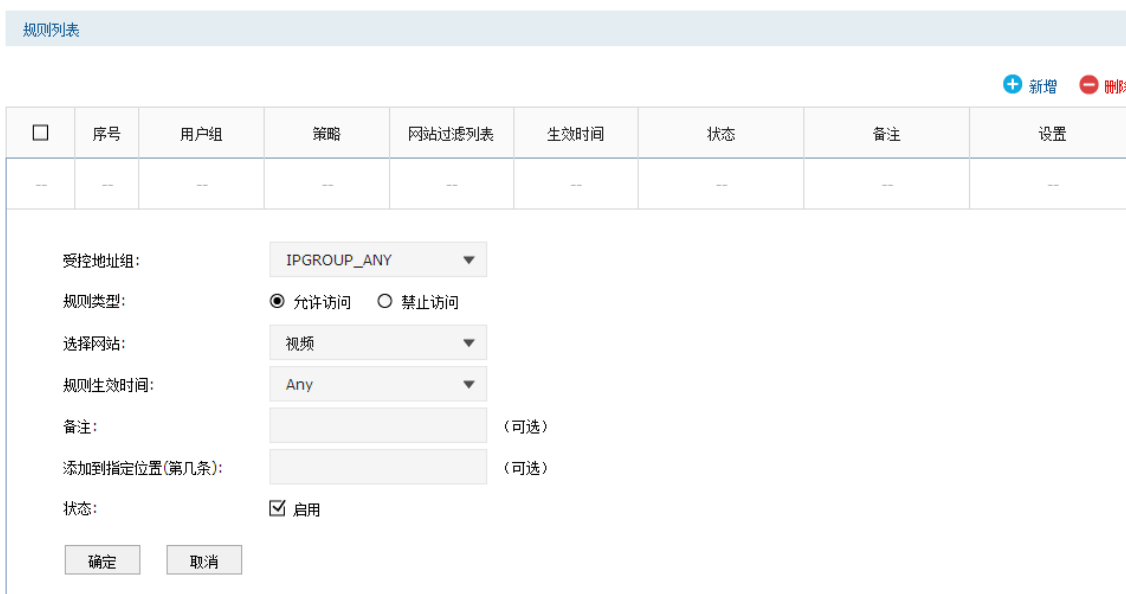 规则列表
新增 删除
序号 用户组 策略 网站过滤列表 生效时间 状态 备注 设置
-- -- -- -- -- -- -- -- --
受控地址组: IPGROUP_ANY
规则类型: 允许访问 禁止访问
选择网站: 视频
规则生效时间: Any
备注: （可选）
添加到指定位置(第几条): （可选）
状态: 启用
确定 取消